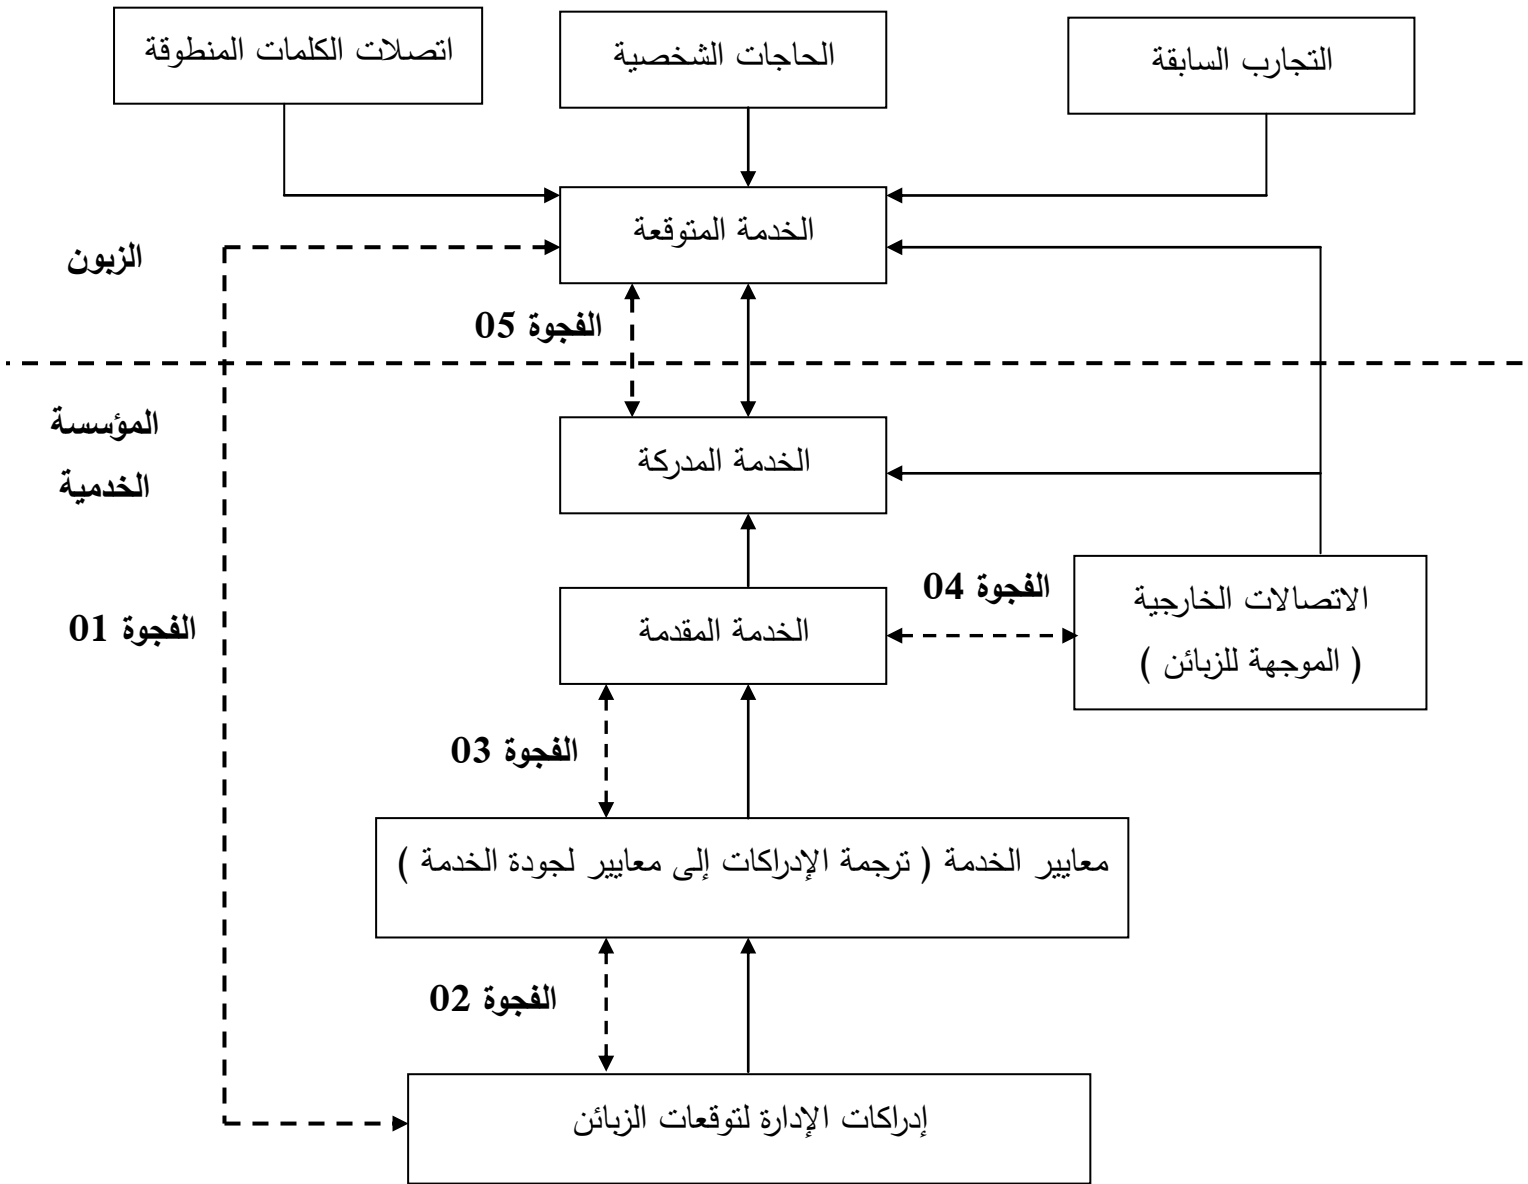 التجارب السابقة
الحاجات الشخصية
اتصلات الكلمات المنطوقة
الخدمة المتوقعة
الزبون
الفجوة 05
المؤسسة
الخدمية
الخدمة المدركة
الاتصالات الخارجية
( الموجهة للزبائن )
الفجوة 04
الخدمة المقدمة
الفجوة 01
الفجوة 03
معايير الخدمة ( ترجمة الإدراكات إلى معايير لجودة الخدمة )
الفجوة 02
إدراكات الإدارة لتوقعات الزبائن